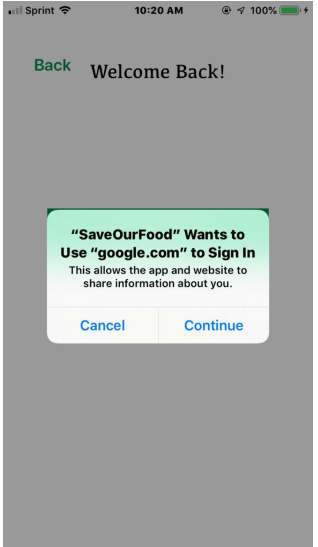 Sprint 10:20 AM 100%
Back Welcome Back!
“SaveOurFood” Wants to
Use “google.com” to Sign In
This allows the app and website to
share information about you.
Cancel Continue